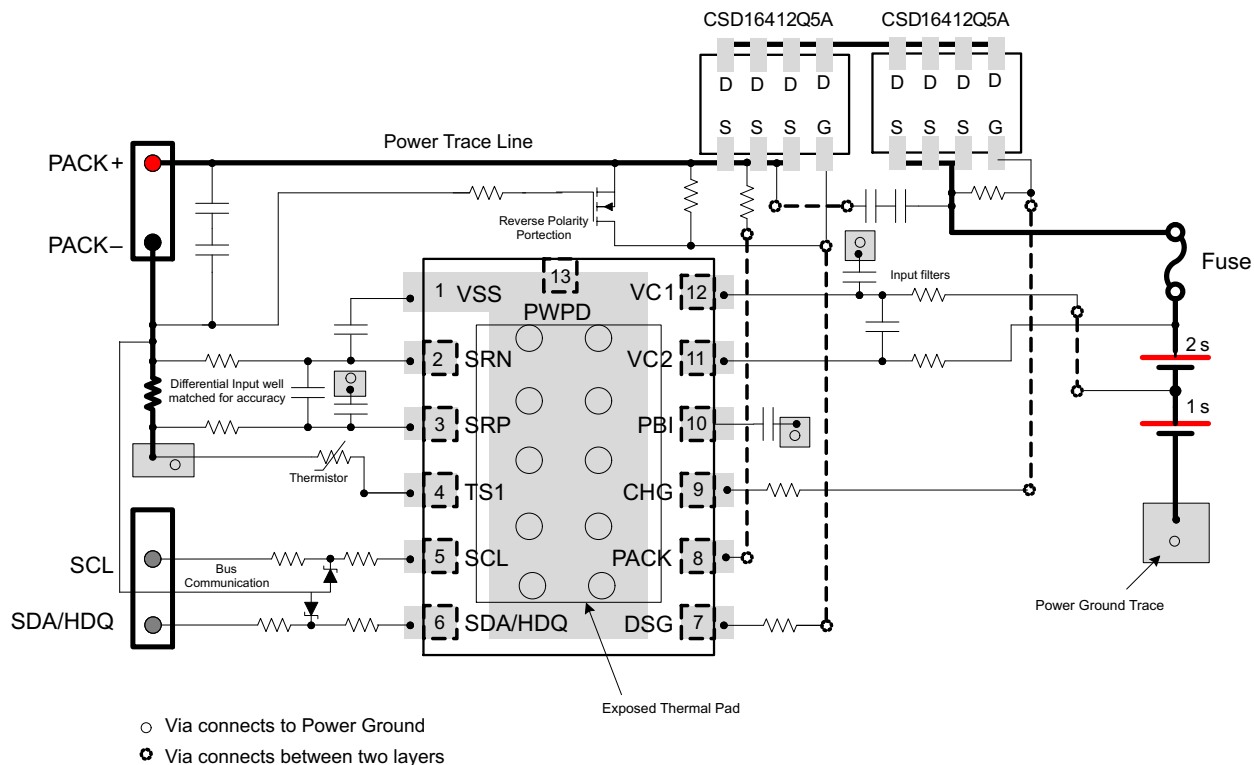 CSD16412Q5A
CSD16412Q5A
D D D D
D D D D
S S S G
S S S G
PACK+
Power Trace Line
Reverse Polarity
Portection
PACK–
Fuse
13
PWPD
1 VSS
VC1 12
Input filters
2 SRN
VC2 11
2 s
Differential Input well
matched for accuracy
3 SRP
PBI 10
1 s
Thermistor
4 TS1
CHG 9
SCL
Bus
Communication
5 SCL
PACK 8
Power Ground Trace
SDA/HDQ
6 SDA/HDQ
DSG 7
Exposed Thermal Pad
Via connects to Power Ground
Via connects between two layers